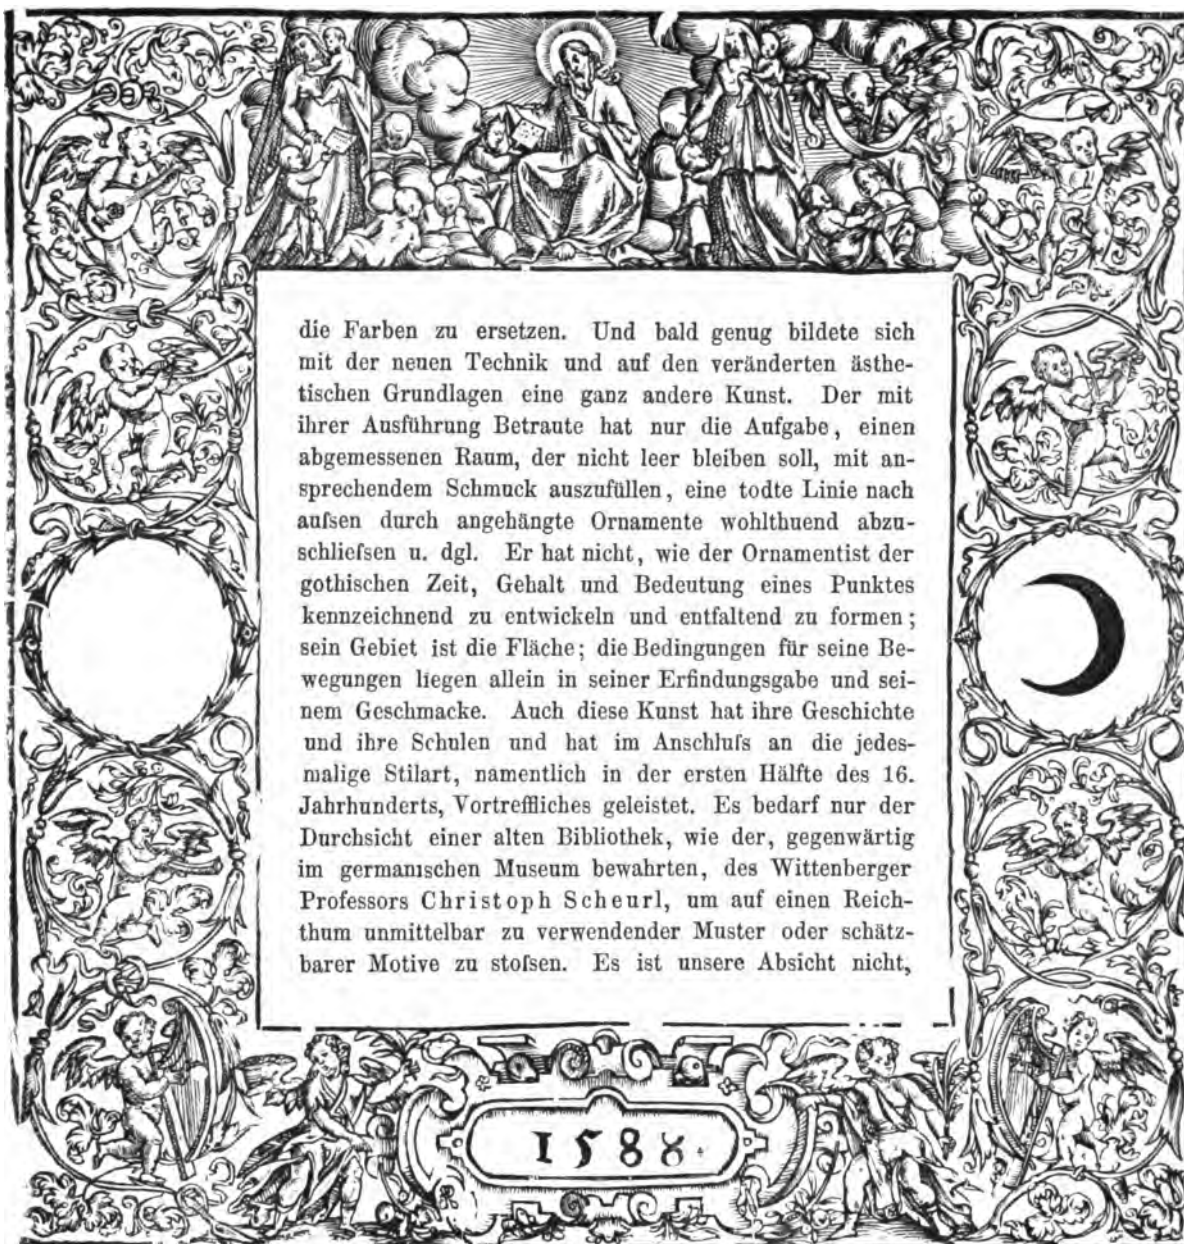 die Farben zu ersetzen. Und bald genug bildete sich
mit der neuen Technik und auf den veränderten ästhe-
tischen Grundlagen eine ganz andere Kunst. Der mit
ihrer Ausführung Betraute hat nur die Aufgabe, einen
abgemessenen Raum, der nicht leer bleiben soll, mit an-
sprechendem Schmuck auszufüllen, eine todte Linie nach
aufsen durch angehängte Ornamente wohlthuend abzu-
schliefsen u. dgl. Er hat nicht, wie der Ornamentist der
gothischen Zeit, Gehalt und Bedeutung eines Punktes
kennzeichnend zu entwickeln und entfaltend zu formen;
sein Gebiet ist die Fläche; die Bedingungen für seine Be-
wegungen liegen allein in seiner Erfindungsgabe und sei-
nem Geschmacke. Auch diese Kunst hat ihre Geschichte
und ihre Schulen und hat im Anschlufs an die jedes-
malige Stilart, namentlich in der ersten Hälfte des 16.
Jahrhunderts, Vortreffliches geleistet. Es bedarf nur der
Durchsicht einer alten Bibliothek, wie der, gegenwärtig
im germanischen Museum bewahrten, des Wittenberger
Professors Christoph Scheurl, um auf einen Reich-
thum unmittelbar zu verwendender Muster oder schätz-
barer Motive zu stofsen. Es ist unsere Absicht nicht,
1588.